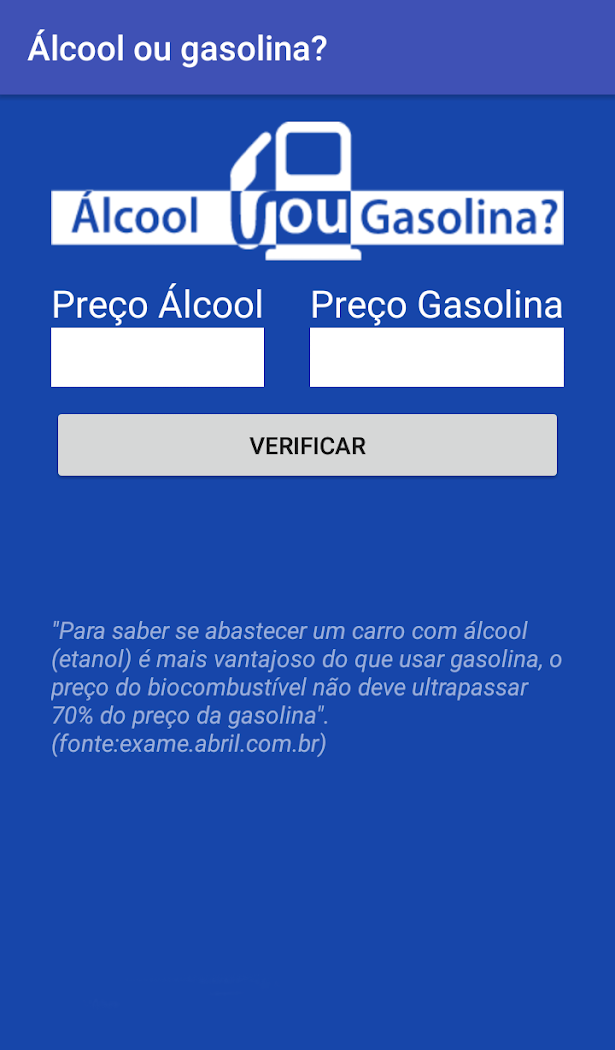 Álcool ou gasolina?
Álcool ou Gasolina?
Preço Álcool Preço Gasolina
VERIFICAR
"Para saber se abastecer um carro com álcool
(etanol) é mais vantajoso do que usar gasolina, o
preço do biocombustível não deve ultrapassar
70% do preço da gasolina".
(fonte:exame.abril.com.br)